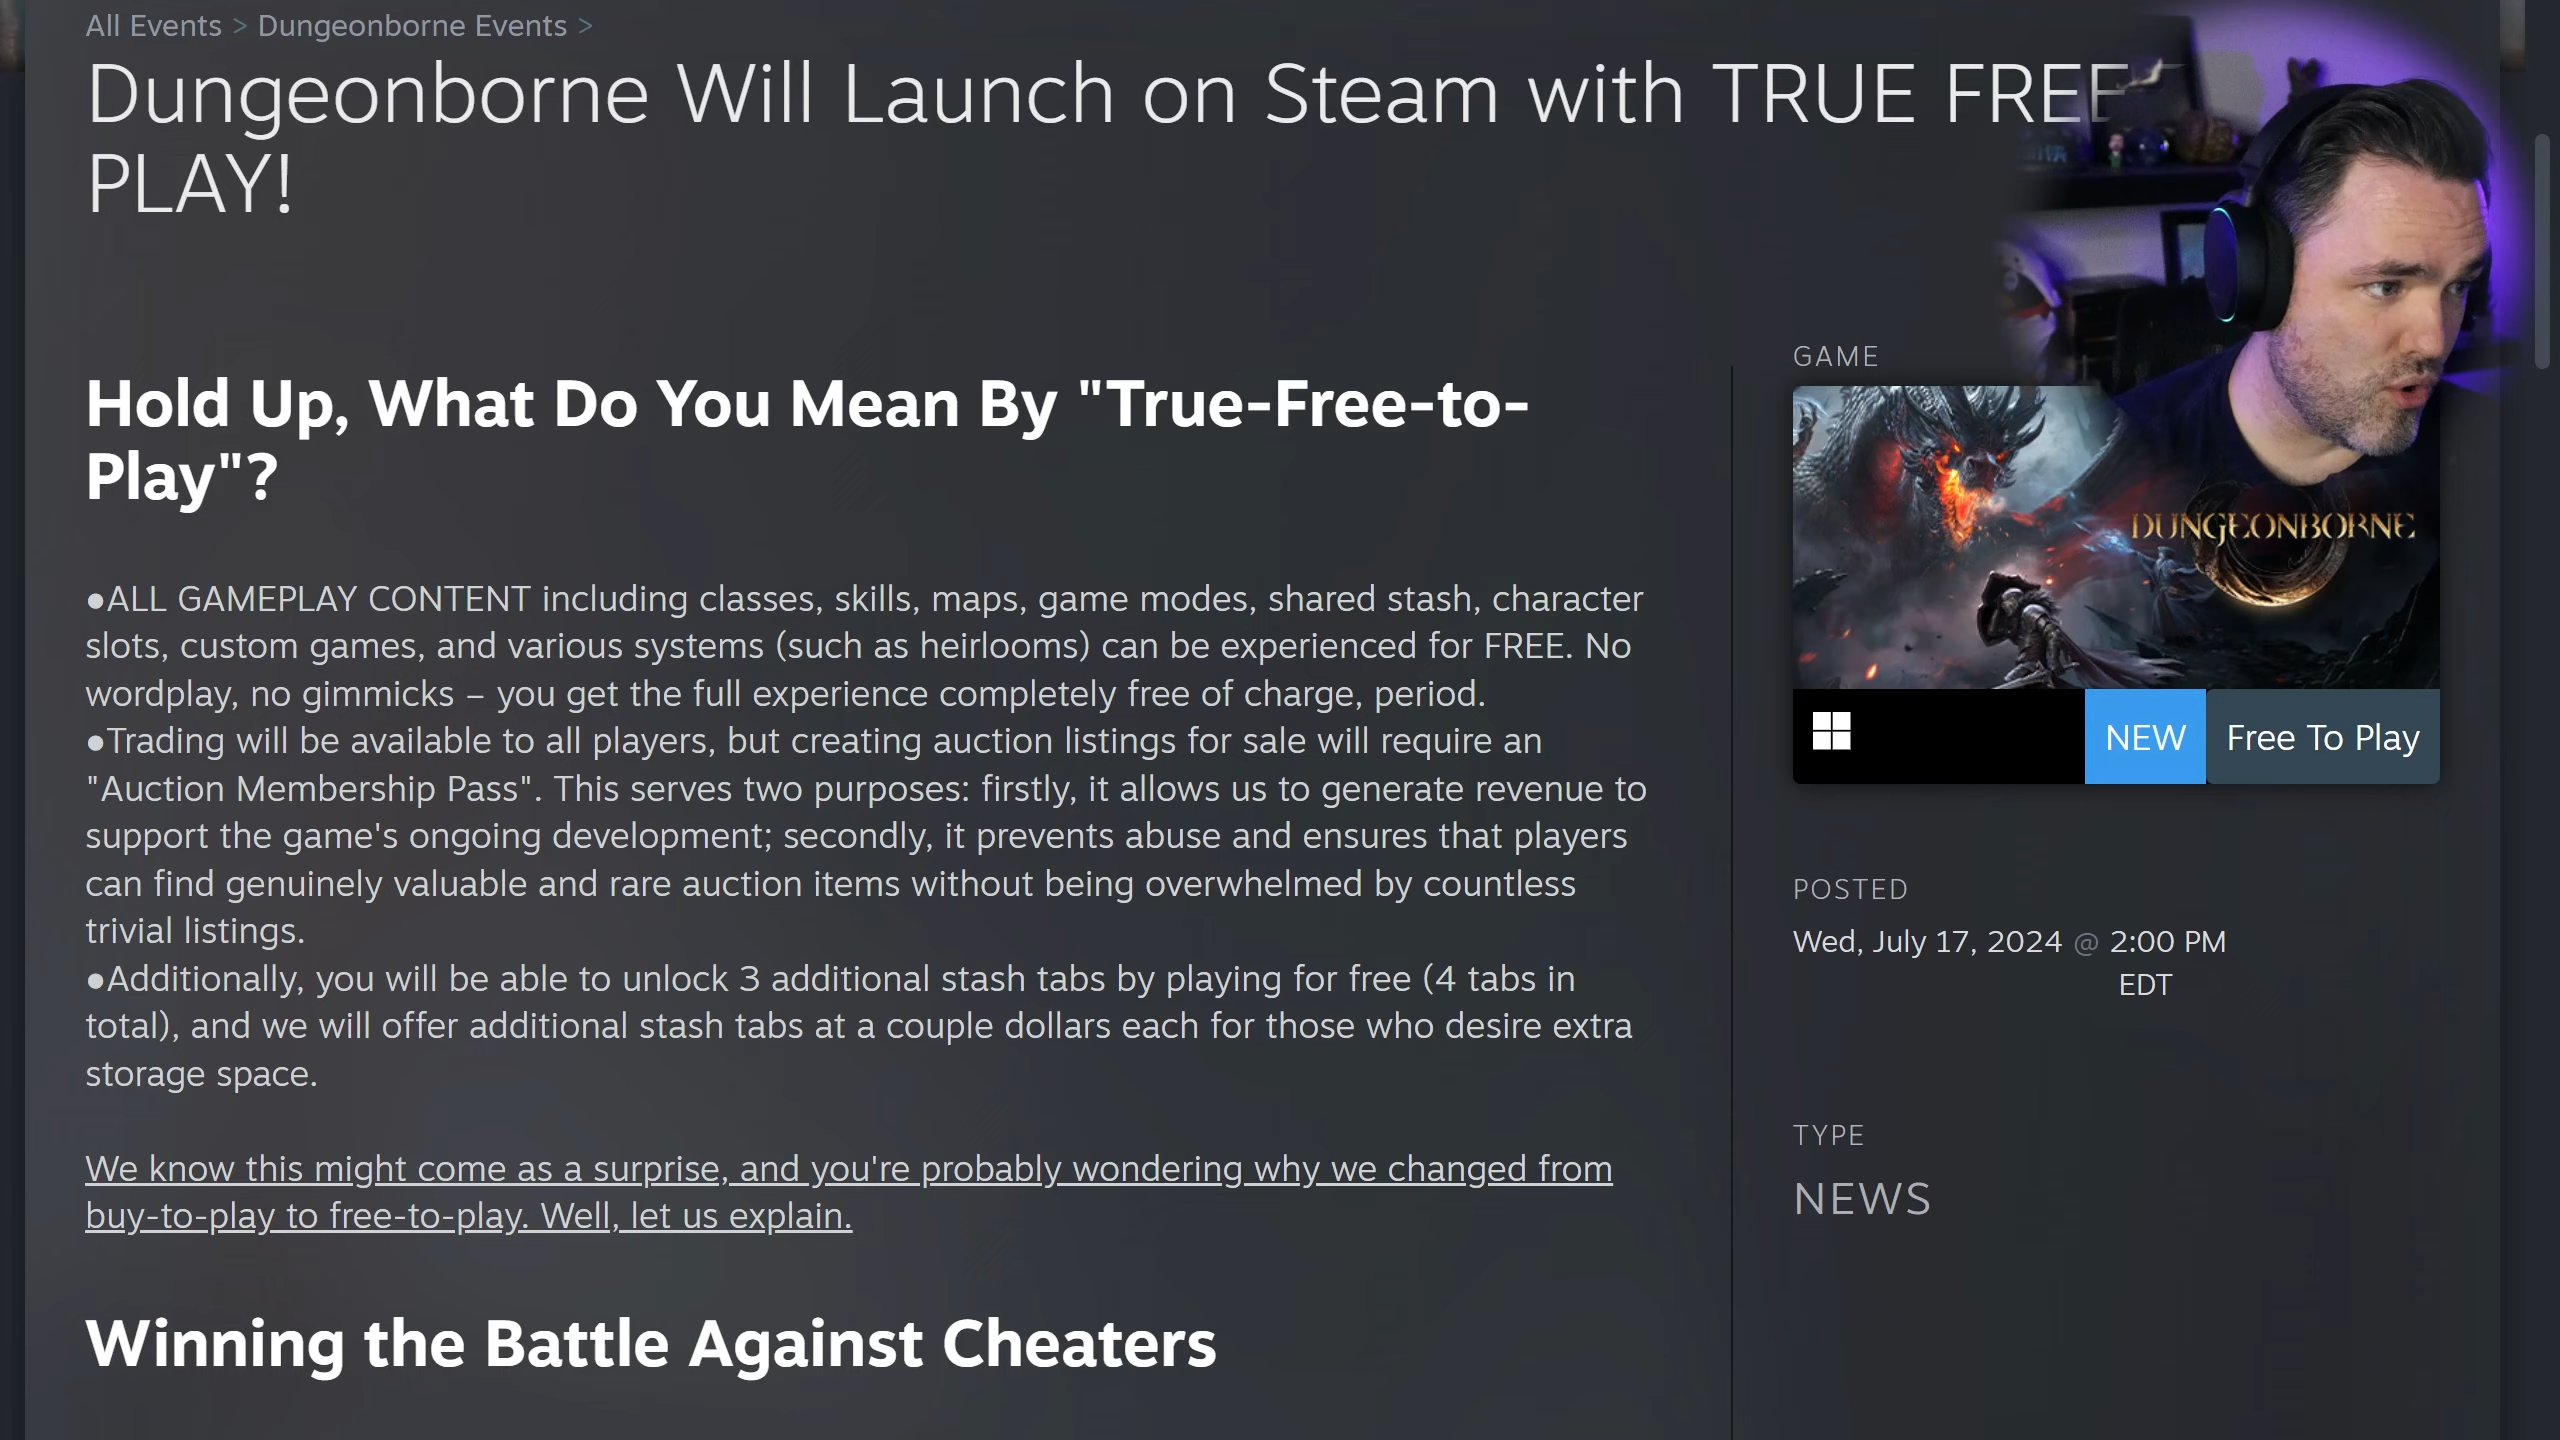 All Events > Dungeonborne Events >
Dungeonborne Will Launch on Steam with TRUE FREE
PLAY!
Hold Up, What Do You Mean By "True-Free-to-
Play"?
●ALL GAMEPLAY CONTENT including classes, skills, maps, game modes, shared stash, character
slots, custom games, and various systems (such as heirlooms) can be experienced for FREE. No
wordplay, no gimmicks – you get the full experience completely free of charge, period.
●Trading will be available to all players, but creating auction listings for sale will require an
"Auction Membership Pass". This serves two purposes: firstly, it allows us to generate revenue to
support the game's ongoing development; secondly, it prevents abuse and ensures that players
can find genuinely valuable and rare auction items without being overwhelmed by countless
trivial listings.
●Additionally, you will be able to unlock 3 additional stash tabs by playing for free (4 tabs in
total), and we will offer additional stash tabs at a couple dollars each for those who desire extra
storage space.
We know this might come as a surprise, and you're probably wondering why we changed from
buy-to-play to free-to-play. Well, let us explain.
Winning the Battle Against Cheaters
GAME
DUNGEONBORNE
NEW Free To Play
POSTED
Wed, July 17, 2024 @ 2:00 PM
EDT
TYPE
NEWS